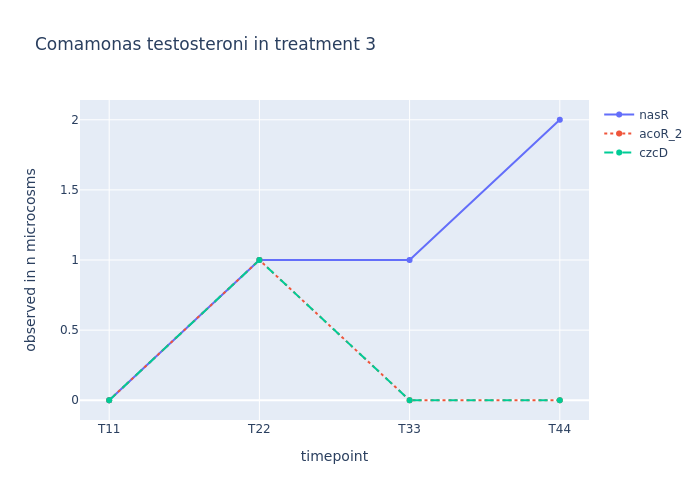 Comamonas testosteroni in treatment 3
nasR
acoR_2
czcD
observed in n microcosms
2
1.5
1
0.5
0
T11 T22 T33 T44
timepoint